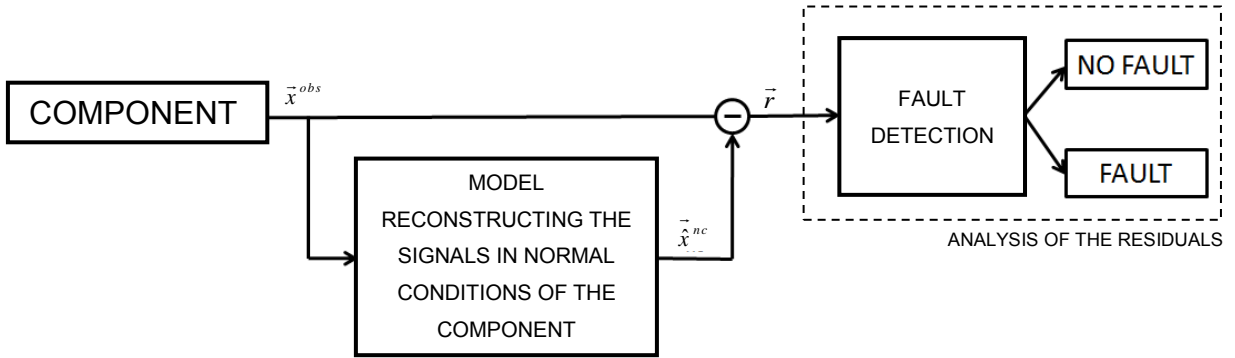 COMPONENT
x⃗ obs
MODEL
RECONSTRUCTING THE
SIGNALS IN NORMAL
CONDITIONS OF THE
COMPONENT
x̂⃗ nc
−
r⃗
FAULT
DETECTION
NO FAULT
FAULT
ANALYSIS OF THE RESIDUALS